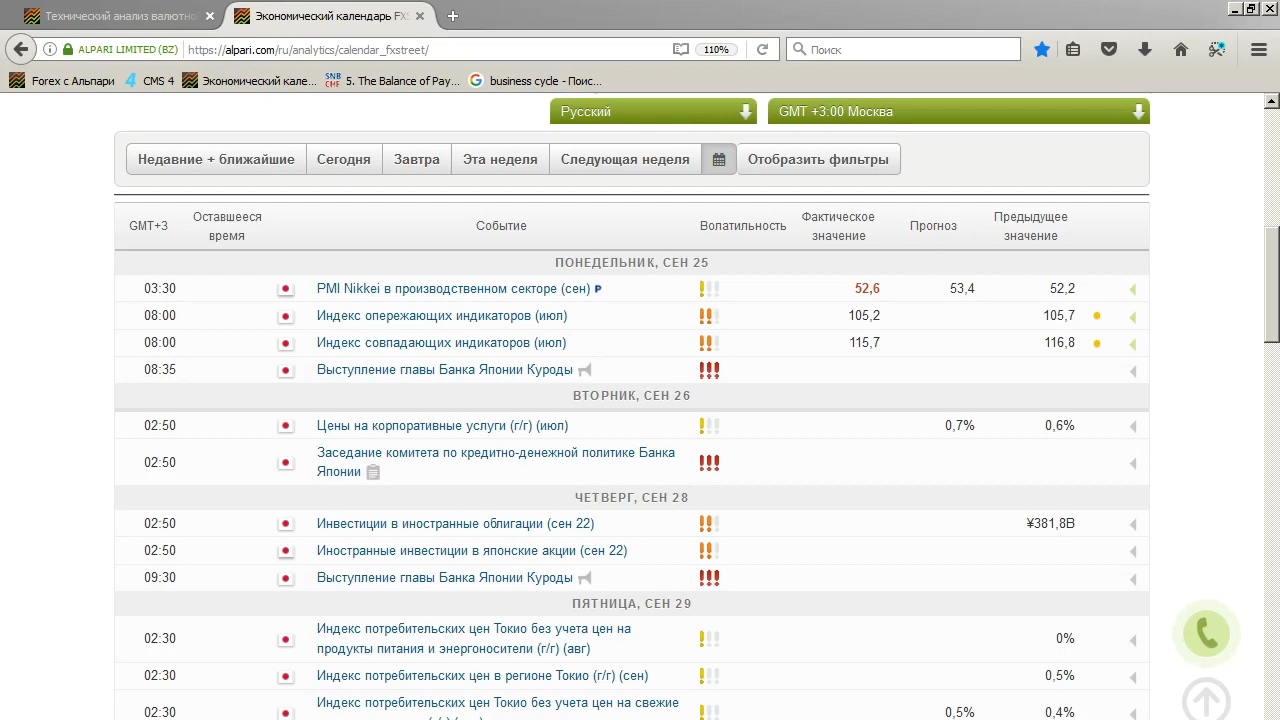 Технический анализ валютно
Экономический календарь FXS
ALPARI LIMITED (BZ)
https://alpari.com/ru/analytics/calendar_fxstreet/
110%
Поиск
Forex с Альпари
CMS 4
Экономический кале...
SNB CHF
5. The Balance of Pay...
business cycle - Поис...
Русский
GMT +3:00 Москва
Недавние + ближайшие
Сегодня
Завтра
Эта неделя
Следующая неделя
Отобразить фильтры
GMT+3 Оставшееся время Событие Волатильность Фактическое значение Прогноз Предыдущее значение
ПОНЕДЕЛЬНИК, СЕН 25
03:30 PMI Nikkei в производственном секторе (сен) P 52,6 53,4 52,2
08:00 Индекс опережающих индикаторов (июл) 105,2 105,7
08:00 Индекс совпадающих индикаторов (июл) 115,7 116,8
08:35 Выступление главы Банка Японии Куроды
ВТОРНИК, СЕН 26
02:50 Цены на корпоративные услуги (г/г) (июл) 0,7% 0,6%
02:50 Заседание комитета по кредитно-денежной политике Банка
Японии
ЧЕТВЕРГ, СЕН 28
02:50 Инвестиции в иностранные облигации (сен 22) ¥381,8B
02:50 Иностранные инвестиции в японские акции (сен 22)
09:30 Выступление главы Банка Японии Куроды
ПЯТНИЦА, СЕН 29
02:30 Индекс потребительских цен Токио без учета цен на
продукты питания и энергоносители (г/г) (авг) 0%
02:30 Индекс потребительских цен в регионе Токио (г/г) (сен) 0,5%
02:30 Индекс потребительских цен Токио без учета цен на свежие 0,5% 0,4%